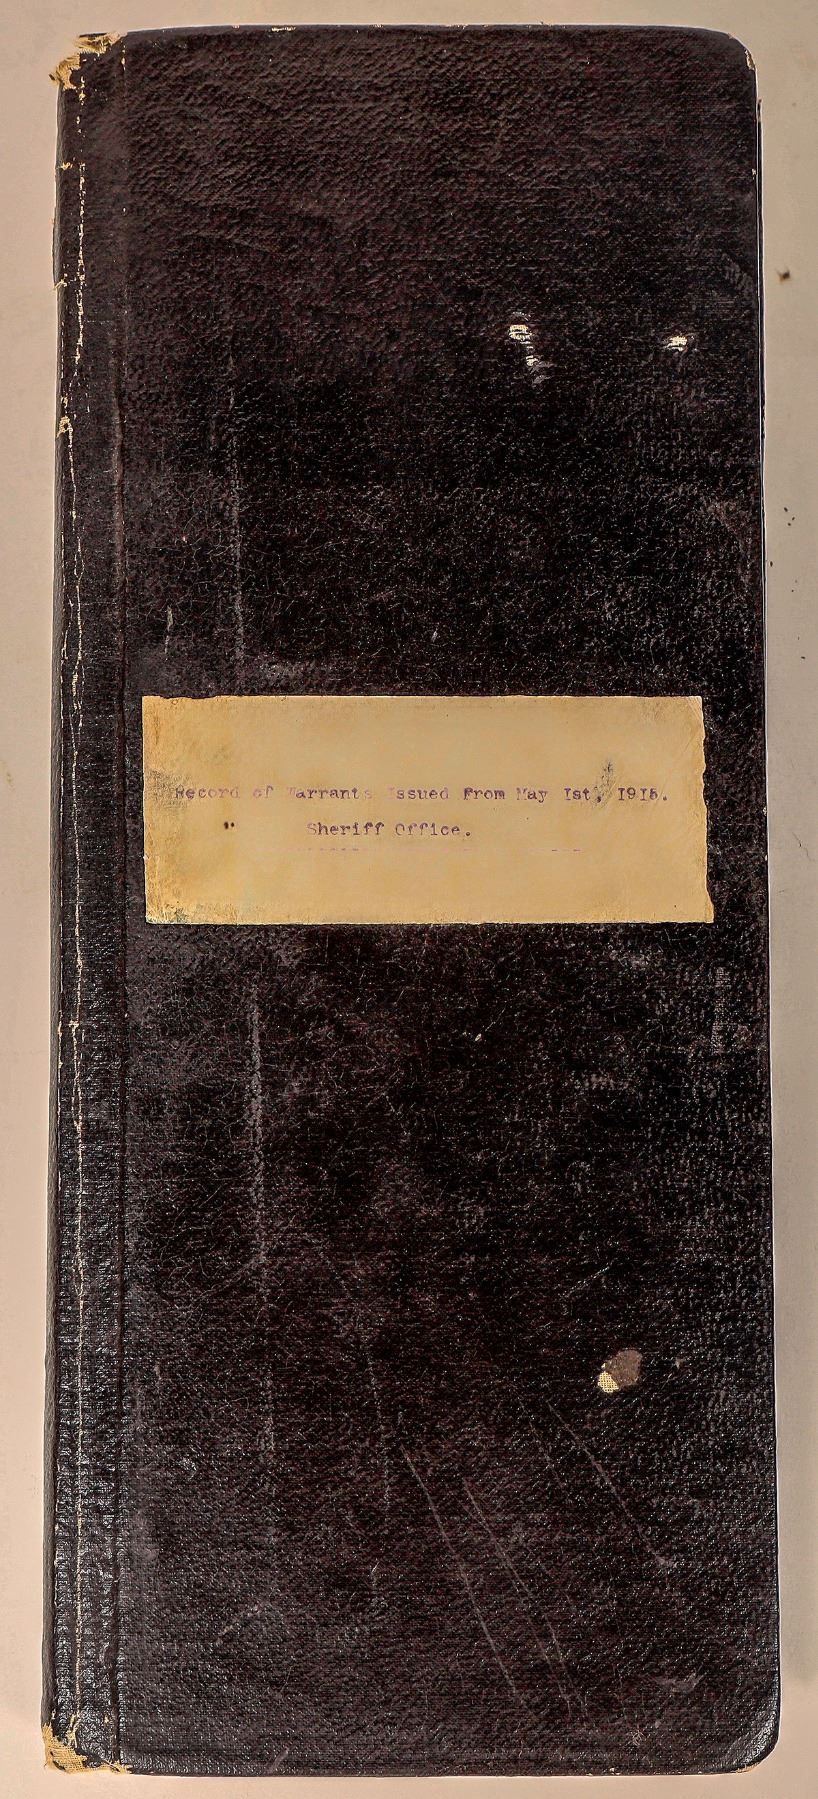 Record of Warrants Issued From May 1st, 1915.
Sheriff Office.